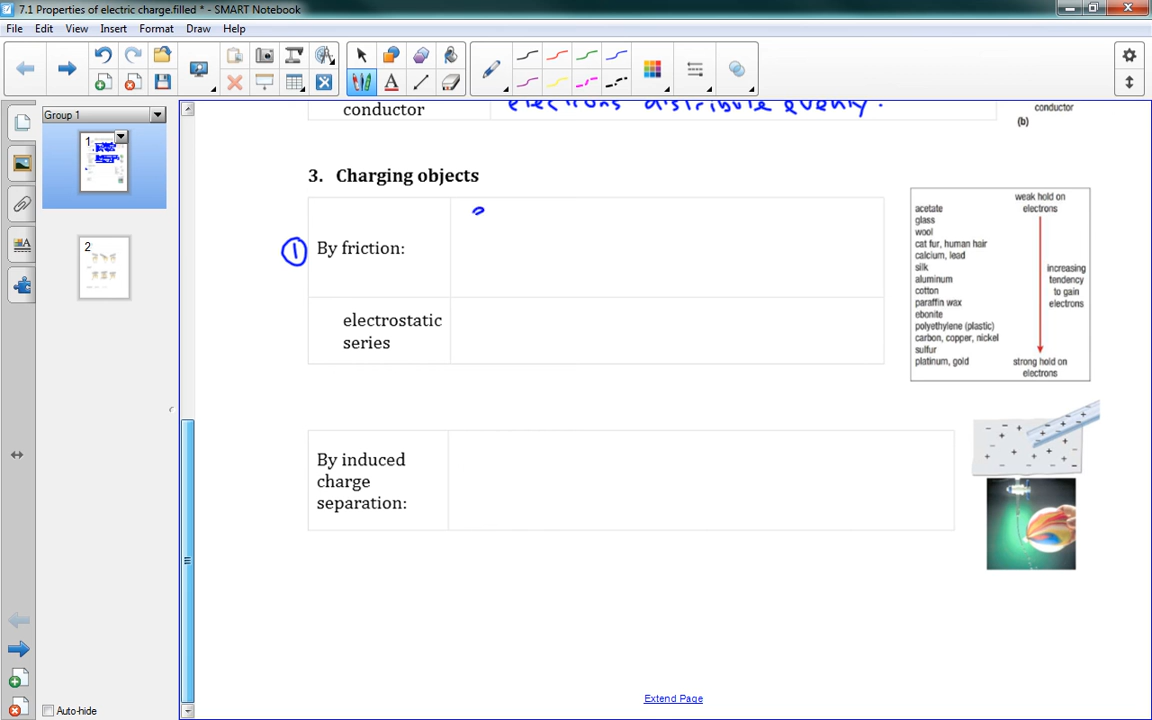 7.1 Properties of electric charge.filled * - SMART Notebook
File Edit View Insert Format Draw Help
Group 1
1
2
conductor
electrons distribute evenly.
conductor
(b)
3. Charging objects
① By friction:
electrostatic
series
weak hold on
electrons
acetate
glass
wool
cat fur, human hair
calcium, lead
silk
aluminum
cotton
paraffin wax
ebonite
polyethylene (plastic)
carbon, copper, nickel
sulfur
platinum, gold
increasing
tendency
to gain
electrons
strong hold on
electrons
By induced
charge
separation:
Extend Page
Auto-hide